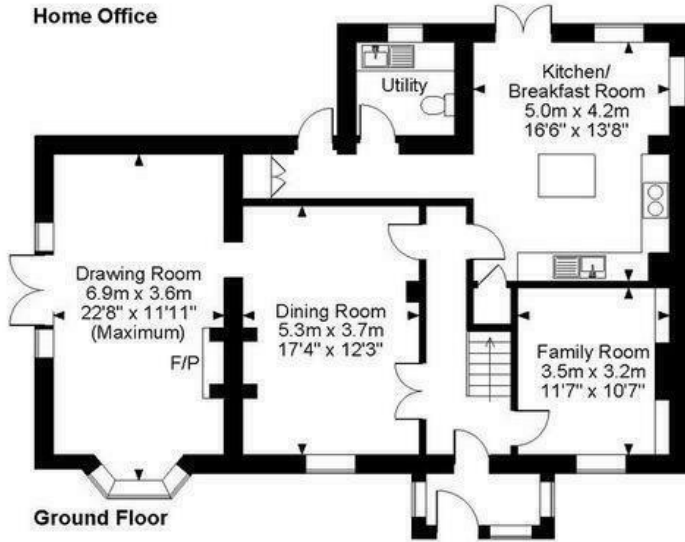 Home Office
Utility
Kitchen/
Breakfast Room
5.0m x 4.2m
16'6" x 13'8"
Drawing Room
6.9m x 3.6m
22'8" x 11'11"
(Maximum)
F/P
Dining Room
5.3m x 3.7m
17'4" x 12'3"
Family Room
3.5m x 3.2m
11'7" x 10'7"
Ground Floor